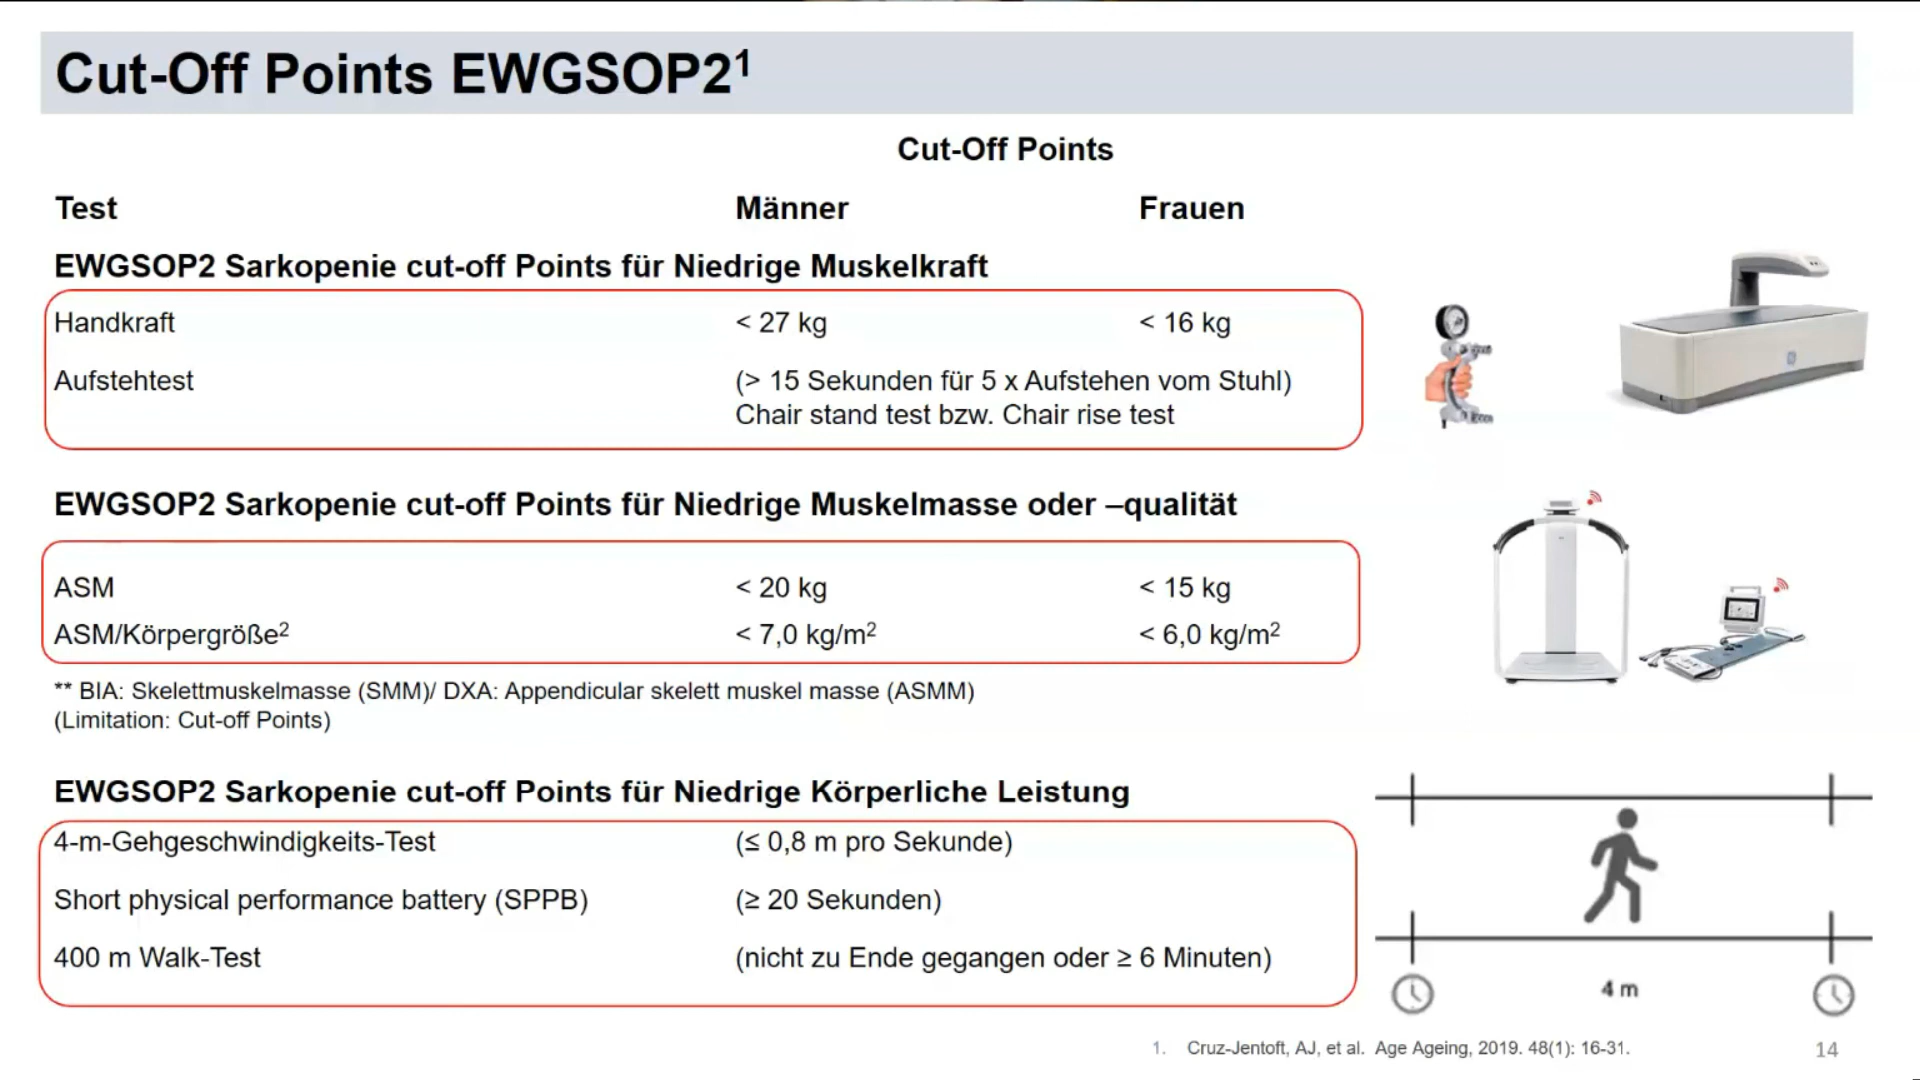 Cut-Off Points EWGSOP2¹
Cut-Off Points
Test Männer Frauen
EWGSOP2 Sarkopenie cut-off Points für Niedrige Muskelkraft
Handkraft < 27 kg < 16 kg
Aufstehtest (> 15 Sekunden für 5 x Aufstehen vom Stuhl)
Chair stand test bzw. Chair rise test
EWGSOP2 Sarkopenie cut-off Points für Niedrige Muskelmasse oder –qualität
ASM < 20 kg < 15 kg
ASM/Körpergröße² < 7,0 kg/m² < 6,0 kg/m²
** BIA: Skelettmuskelmasse (SMM)/ DXA: Appendicular skelett muskel masse (ASMM)
(Limitation: Cut-off Points)
EWGSOP2 Sarkopenie cut-off Points für Niedrige Körperliche Leistung
4-m-Gehgeschwindigkeits-Test (≤ 0,8 m pro Sekunde)
Short physical performance battery (SPPB) (≥ 20 Sekunden)
400 m Walk-Test (nicht zu Ende gegangen oder ≥ 6 Minuten)
4 m
1. Cruz-Jentoft, AJ, et al. Age Ageing, 2019. 48(1): 16-31.
14